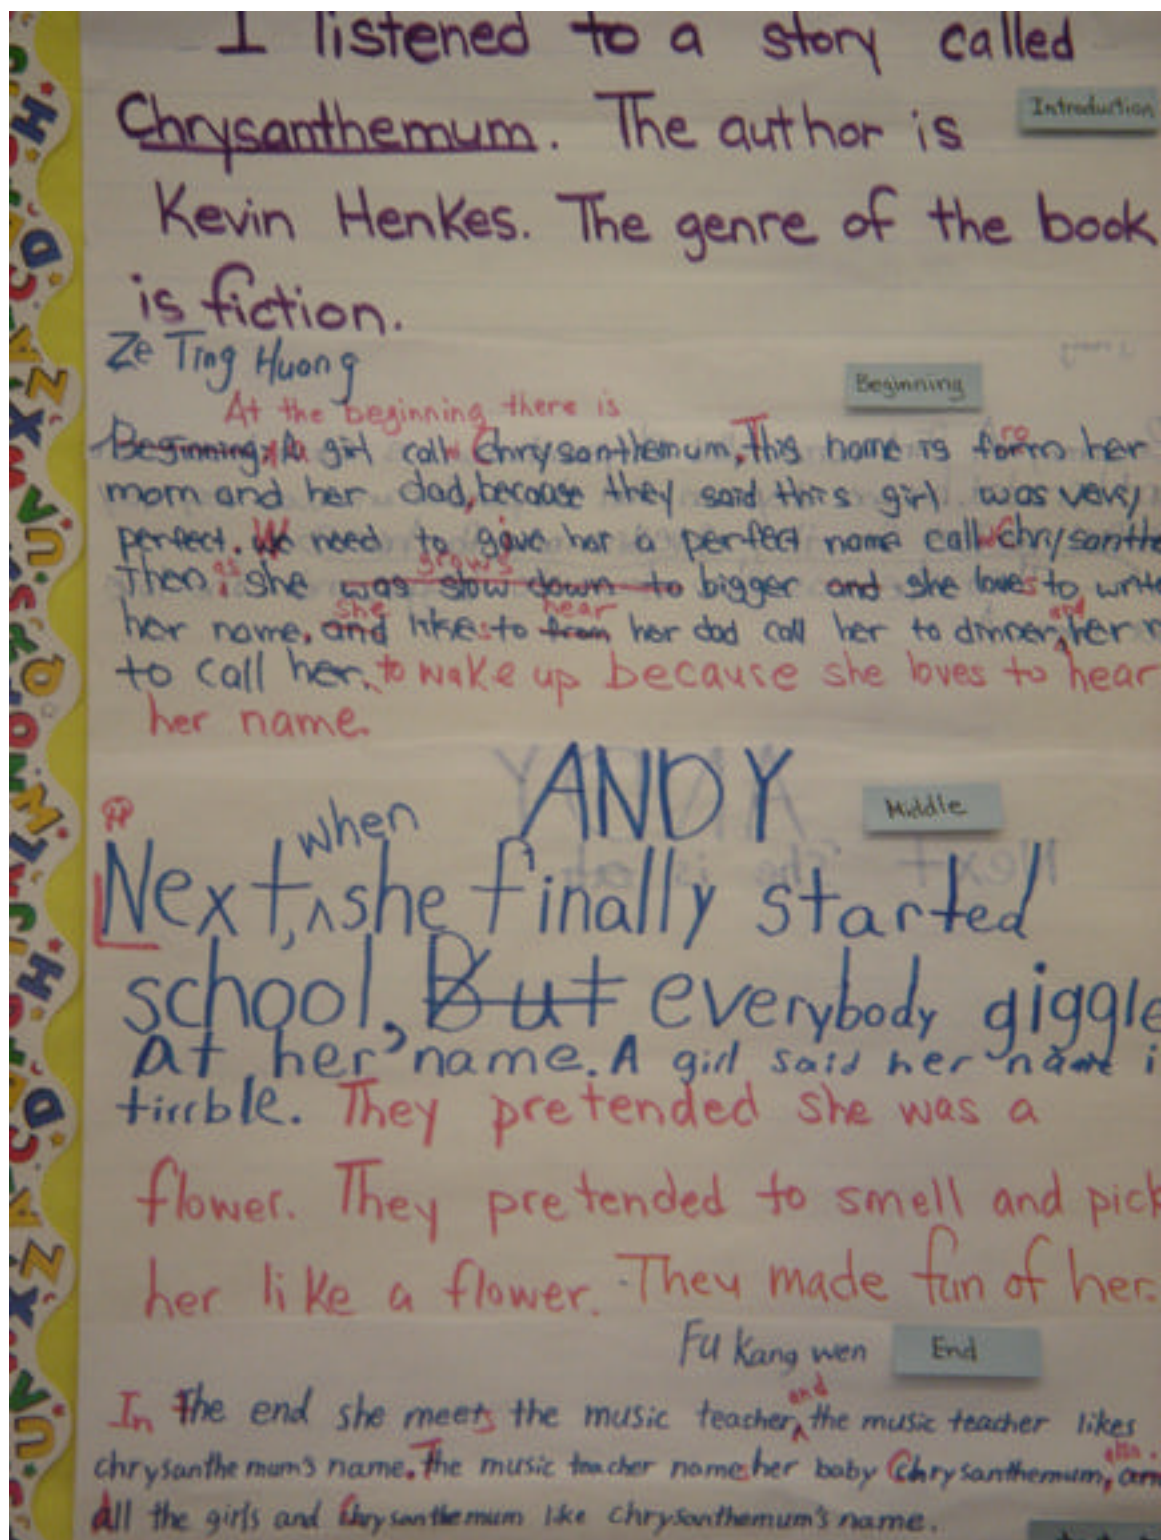 I listened to a story called
Introduction
Chrysanthemum. The author is
Kevin Henkes. The genre of the book
is fiction.
Ze Ting Huong
Beginning
At the beginning there is
Beginning, A girl call Chrysanthemum, This name is from her
mom and her dad, because they said this girl was very
perfect. We need to give her a perfect name call Chrysanthe
grows
Then as she was slow down to bigger and she loves to write
she hear and
her name, and likes to from her dad call her to dinner, her
to call her, to wake up because she loves to hear
her name.
ANDY
Middle
when
Next, ^ she finally started
school, But everybody giggle
At her name. A girl said her name i
tirrble. They pretended she was a
flower. They pretended to smell and pick
her like a flower. They made fun of her.
Fu Kang wen
End
and
In the end she meets the music teacher, ^ the music teacher likes
chrysanthemum's name. The music teacher names her baby Chrysanthemum,
all the girls and Chrysanthemum like chrysanthemum's name.